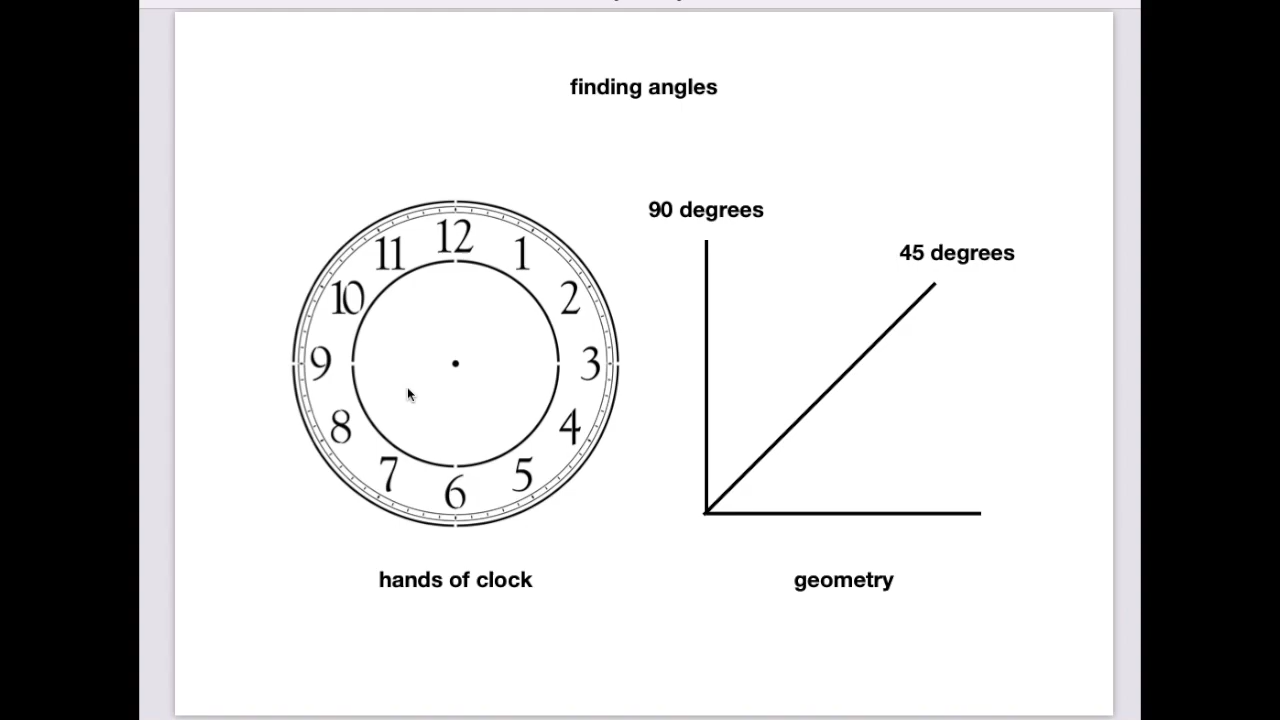 finding angles
90 degrees
45 degrees
12
11
1
10
2
9
3
8
4
7
5
6
hands of clock
geometry